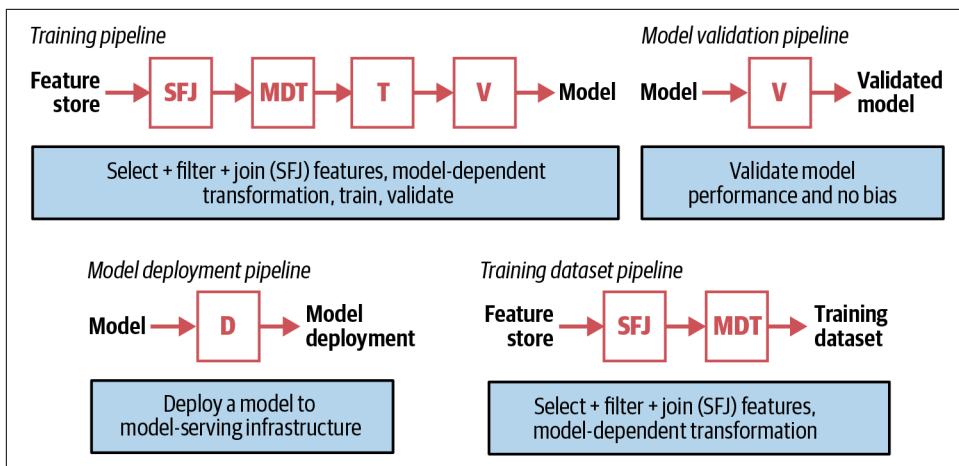 Training pipeline
Feature
store
SFJ
MDT
T
V
Model
Select + filter + join (SFJ) features, model-dependent
transformation, train, validate
Model validation pipeline
Model
V
Validated
model
Validate model
performance and no bias
Model deployment pipeline
Model
D
Model
deployment
Deploy a model to
model-serving infrastructure
Training dataset pipeline
Feature
store
SFJ
MDT
Training
dataset
Select + filter + join (SFJ) features,
model-dependent transformation